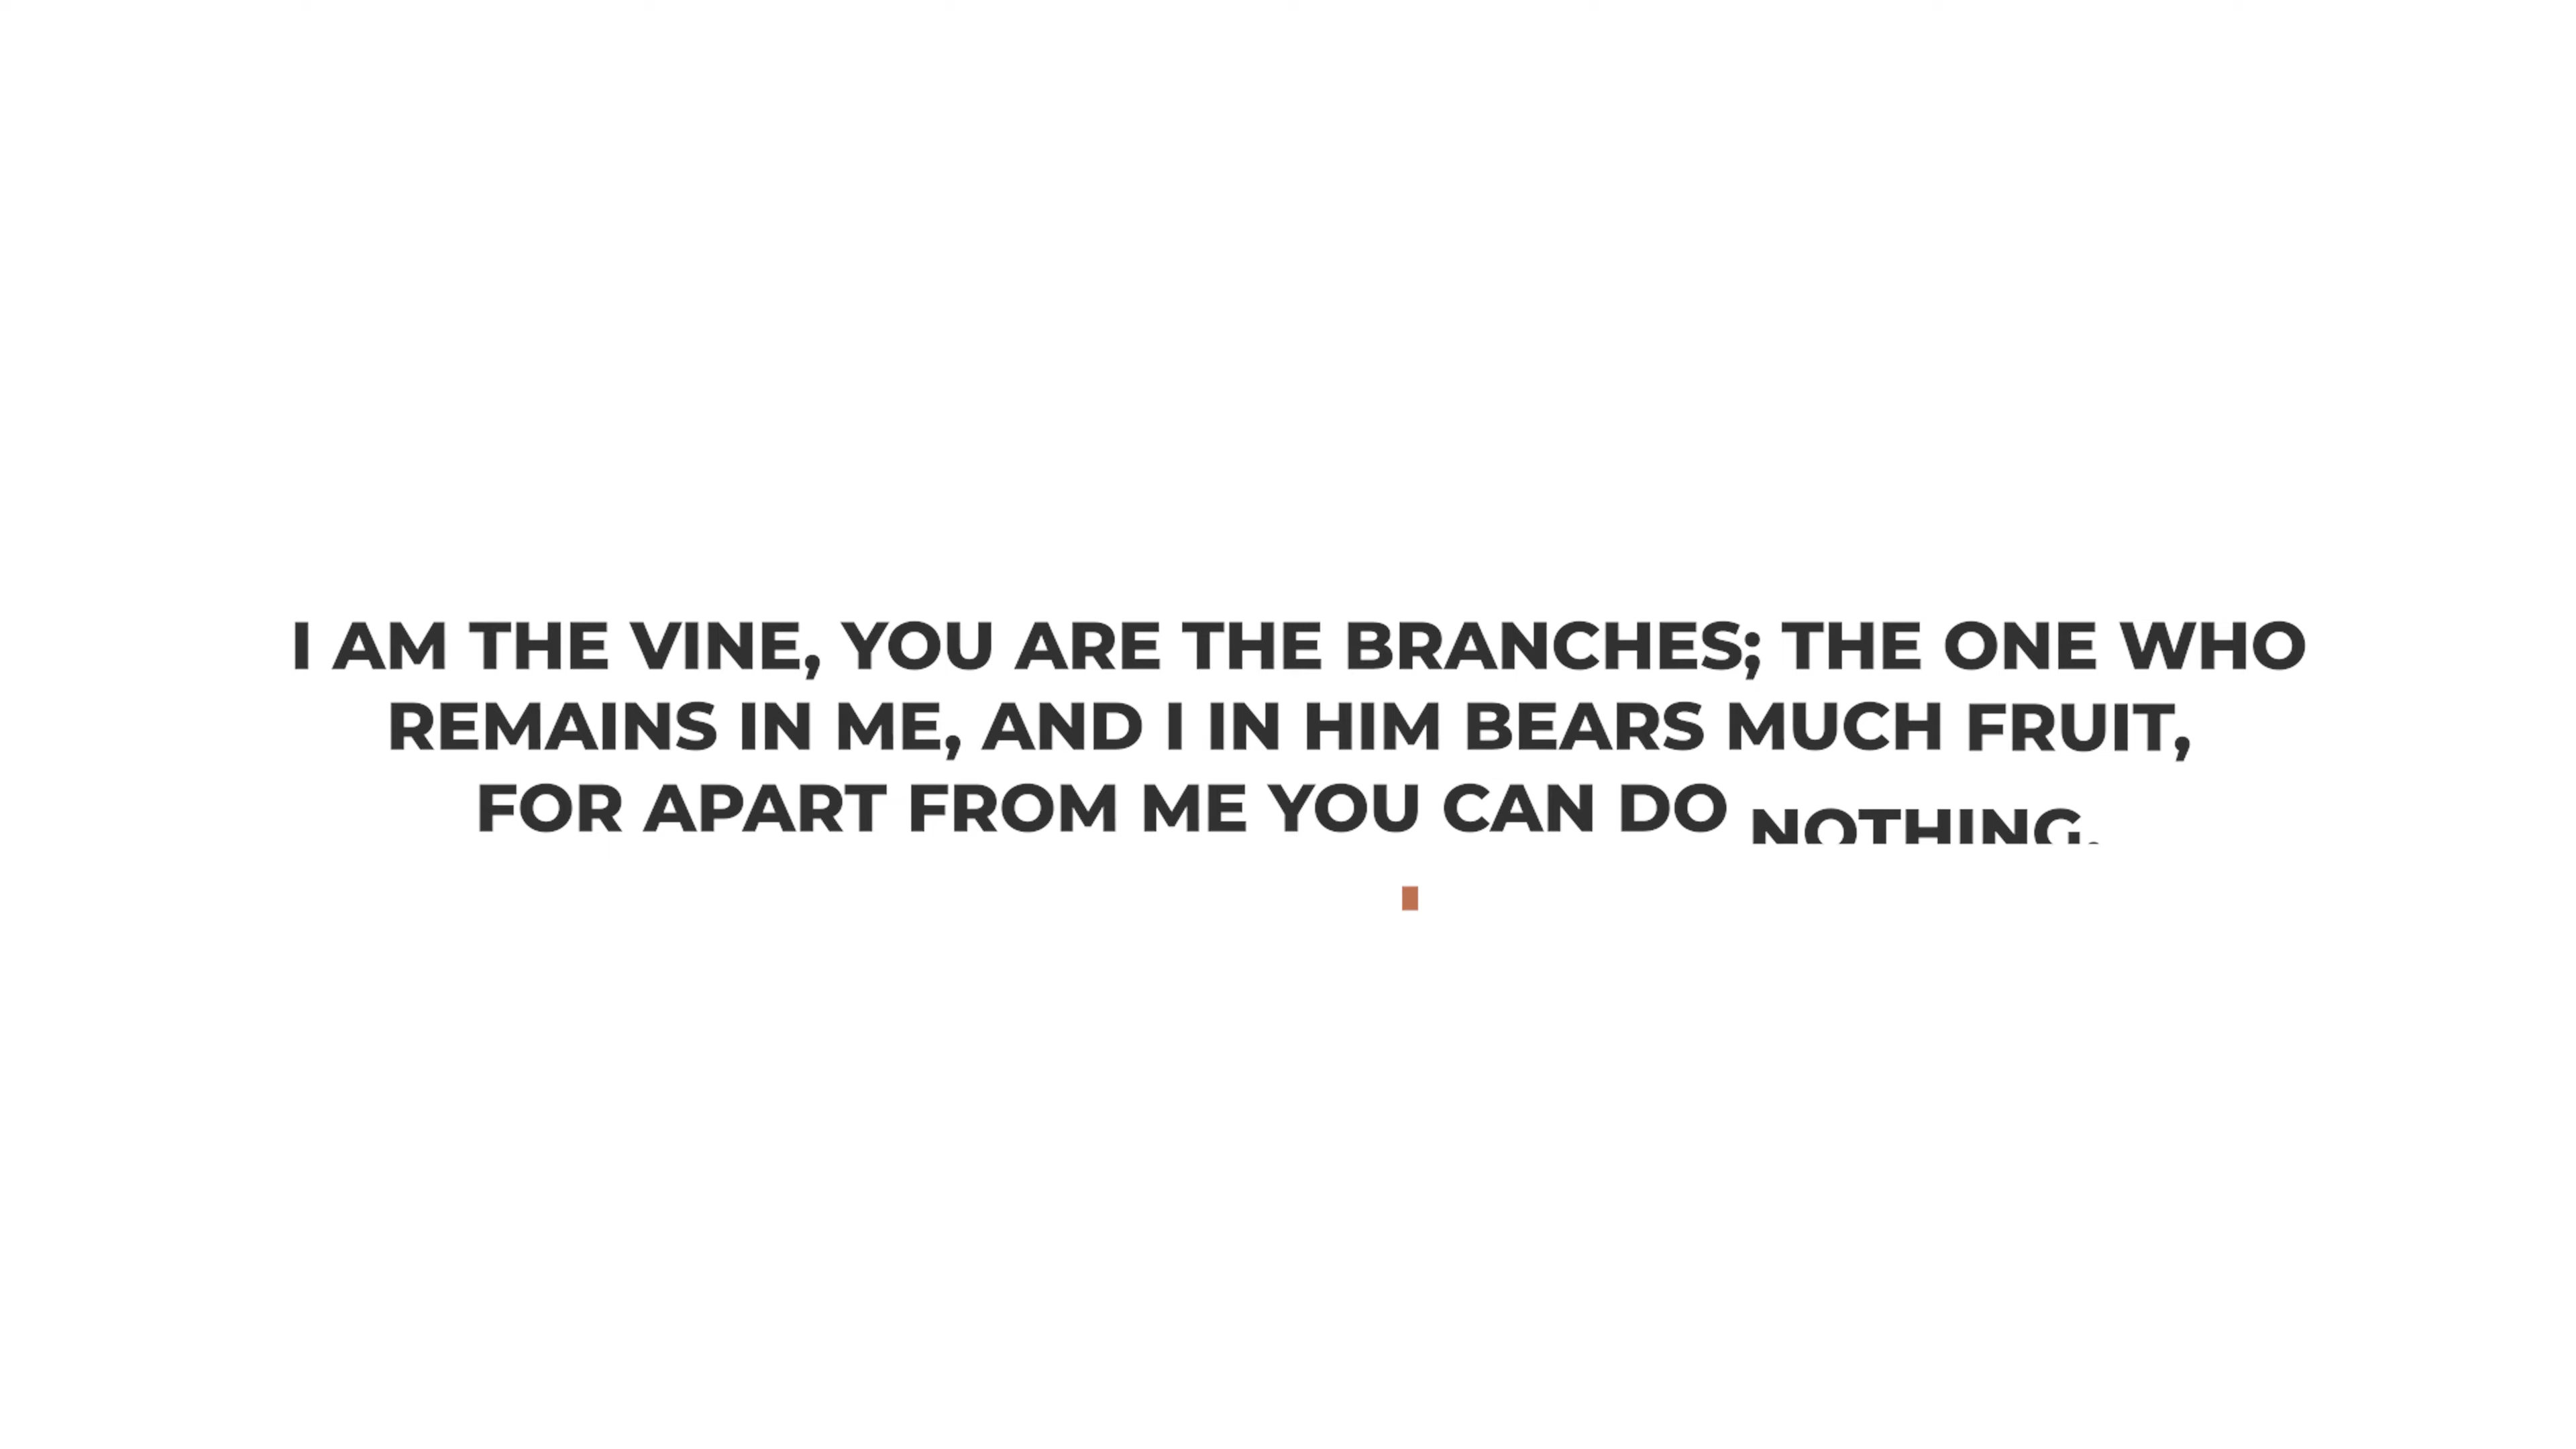 I AM THE VINE, YOU ARE THE BRANCHES; THE ONE WHO
REMAINS IN ME, AND I IN HIM BEARS MUCH FRUIT,
FOR APART FROM ME YOU CAN DO NOTHING.